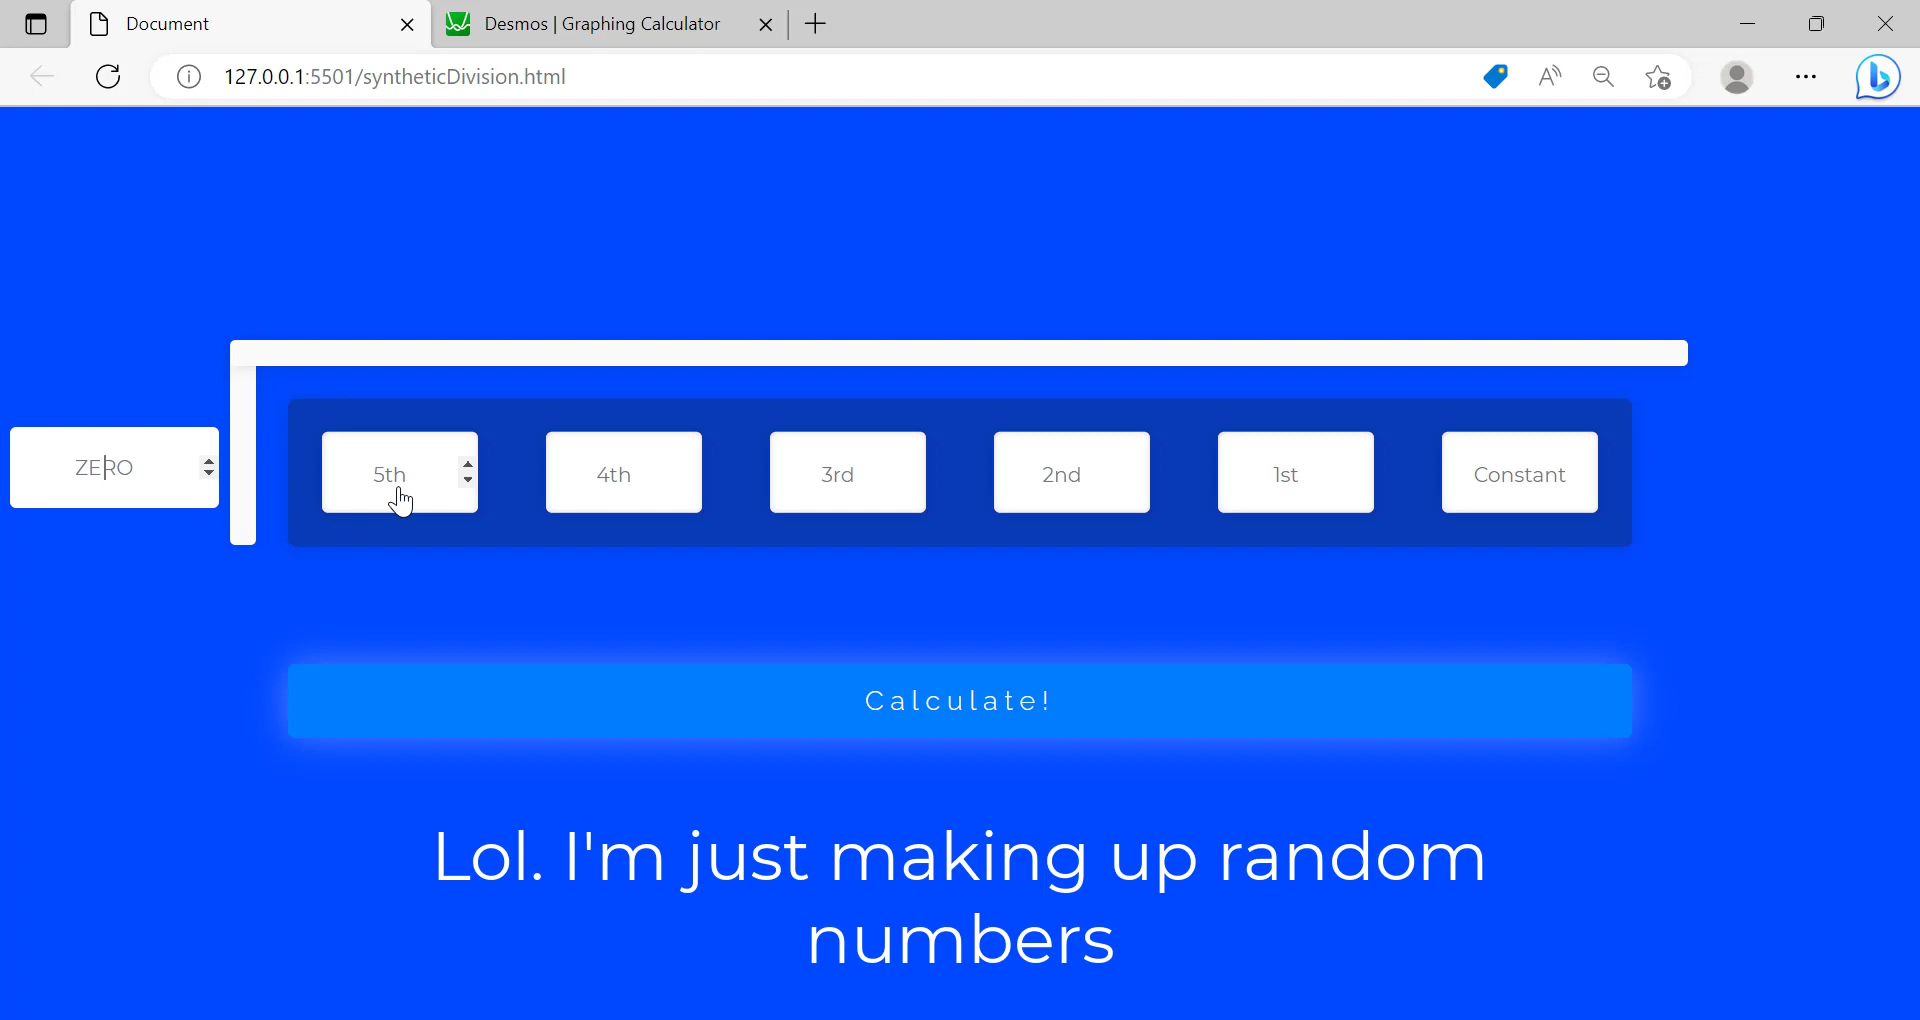 Document
Desmos | Graphing Calculator
127.0.0.1:5501/syntheticDivision.html
ZERO
5th
4th
3rd
2nd
1st
Constant
Calculate!
Lol. I'm just making up random
numbers